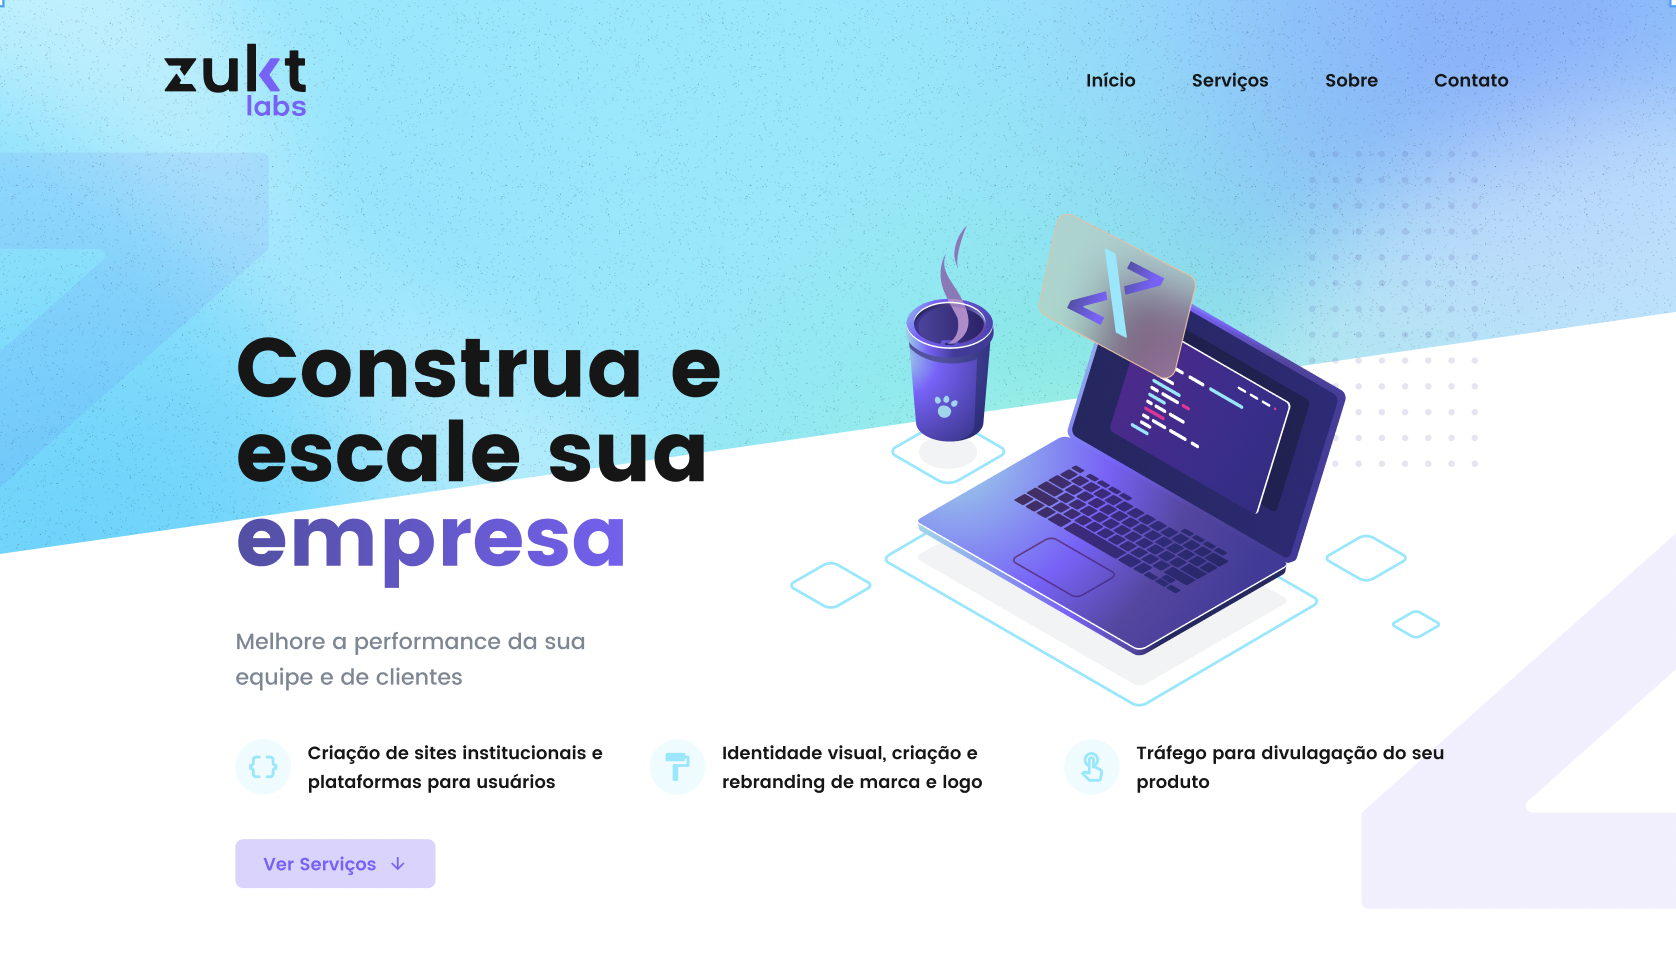 zukt
labs
Início Serviços Sobre Contato
Construa e
escale sua
empresa
Melhore a performance da sua
equipe e de clientes
Criação de sites institucionais e
plataformas para usuários
Identidade visual, criação e
rebranding de marca e logo
Tráfego para divulagação do seu
produto
Ver Serviços